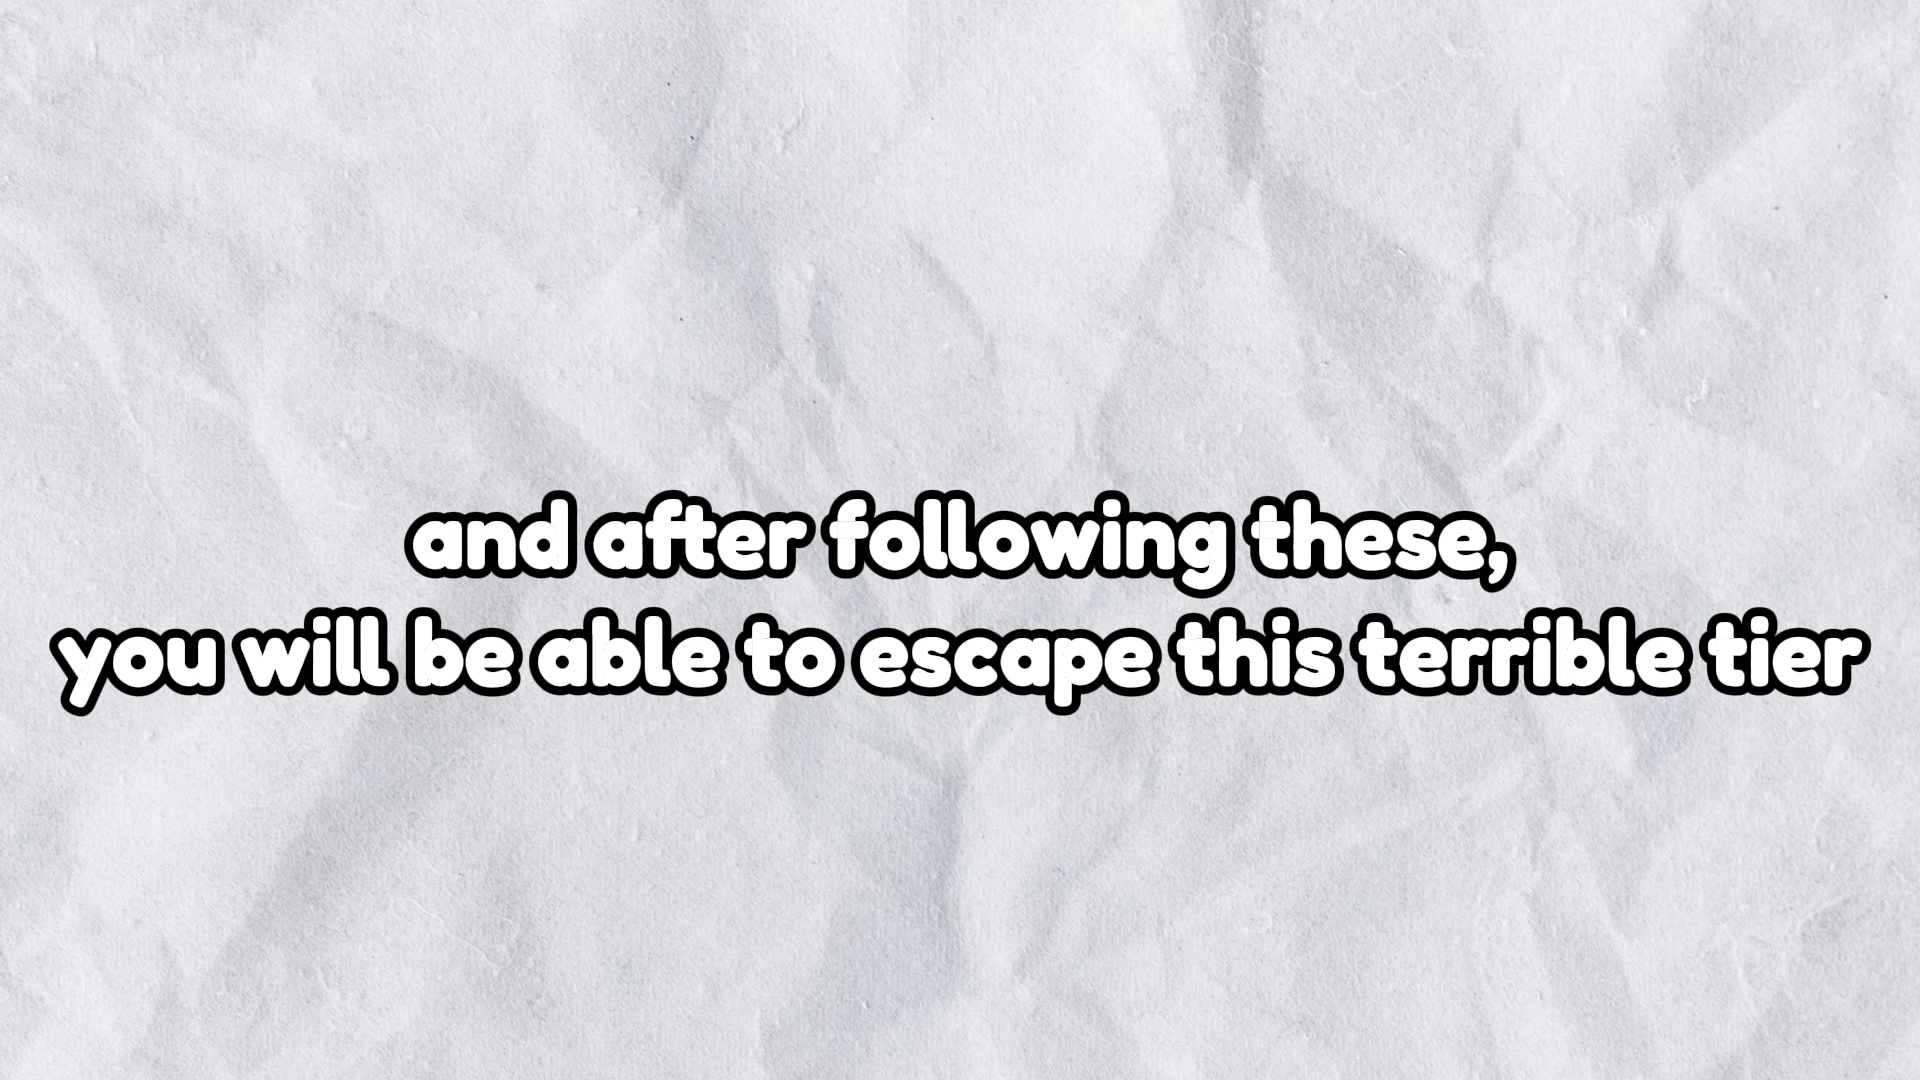 and after following these,
you will be able to escape this terrible tier